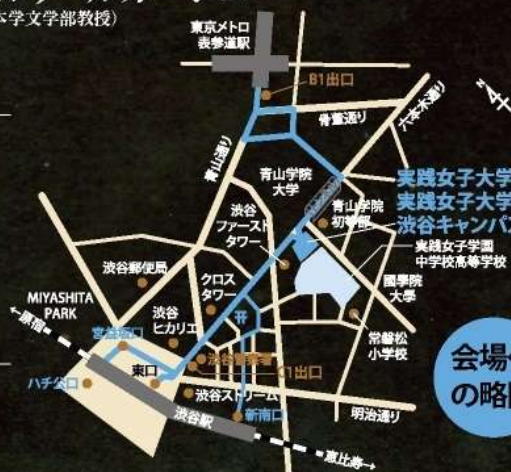 本学文学部教授）
東京メトロ
表参道駅
B1出口
骨董通り
六本木通り
N
青山通り
青山学院
大学
実践女子大学
実践女子大学
渋谷キャンパス
青山学院
初等部
渋谷
ファースト
タワー
実践女子学園
中学校高等学校
渋谷郵便局
クロス
タワー
國學院
大学
MIYASHITA
PARK
渋谷
ヒカリエ
常磐松
小学校
←原宿
宮益坂口
渋谷警察署
会場
の略
東口
C1出口
ハチ公口
渋谷ストリーム
明治通り
新南口
渋谷駅
恵比寿→